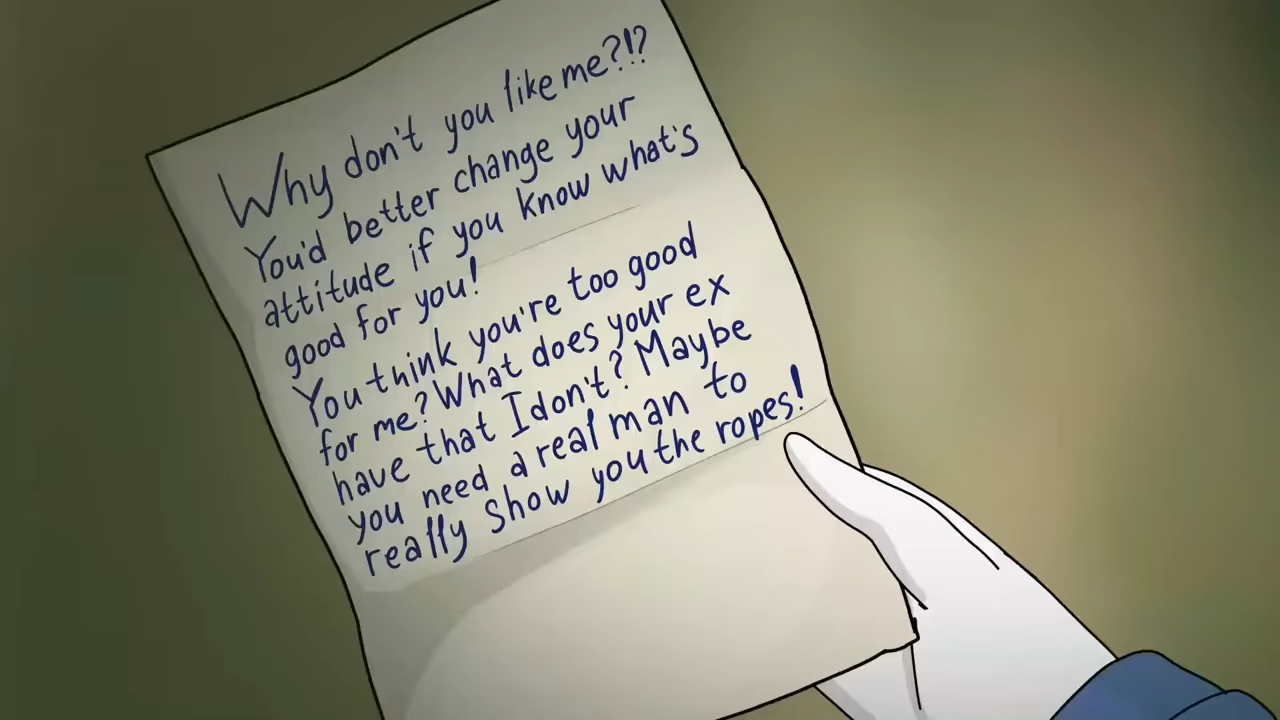 Why don't you like me?!?
You'd better change your
attitude if you know what's
good for you!
You think you're too good
for me? What does your ex
have that I don't? Maybe
you need a real man to
really show you the ropes!